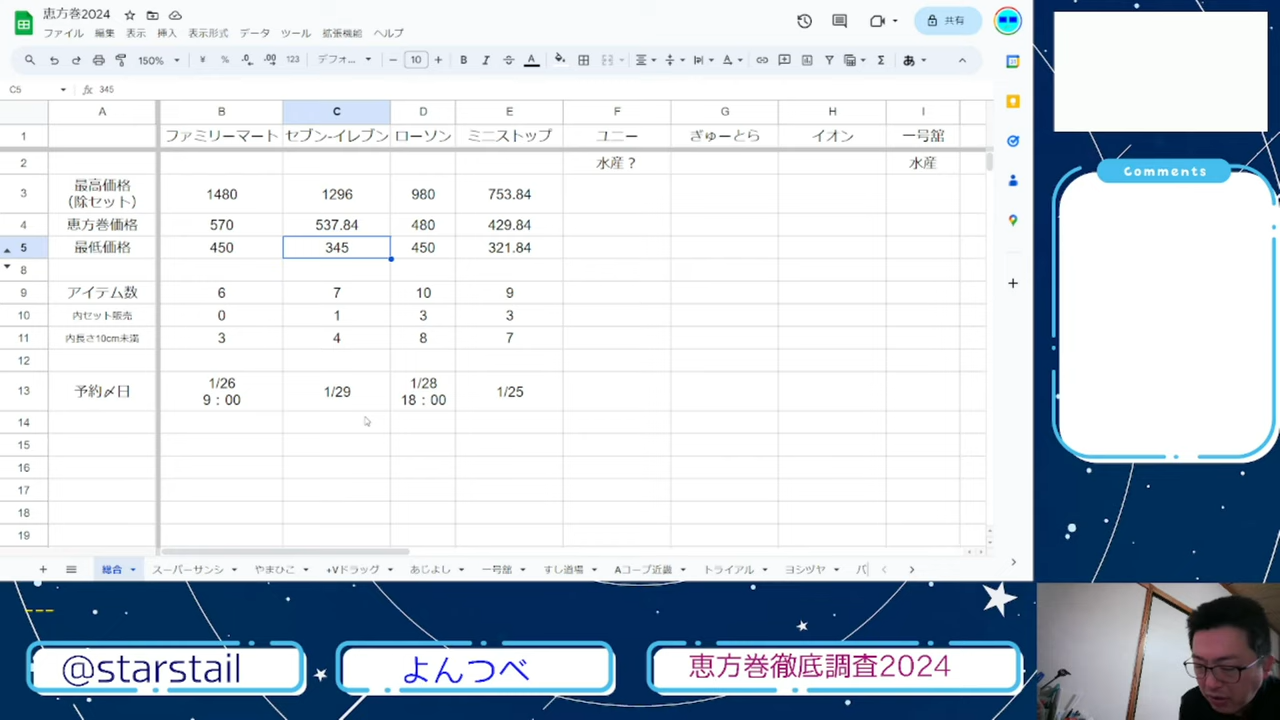 恵方巻2024
ファイル 編集 表示 挿入 表示形式 データ ツール 拡張機能 ヘルプ
共有
150% ¥ % .0 .00 123 デフォ... 10 B I A あ
C5 fx 345
A B C D E F G H I
1 ファミリーマート セブン-イレブン ローソン ミニストップ ユニー ぎゅーとら イオン 一号舘
2 水産？ 水産
3 最高価格 1480 1296 980 753.84
（除セット）
4 恵方巻価格 570 537.84 480 429.84
5 最低価格 450 345 450 321.84
8
9 アイテム数 6 7 10 9
10 内セット販売 0 1 3 3
11 内長さ10cm未満 3 4 8 7
12
13 予約〆日 1/26 1/29 1/28 1/25
9：00 18：00
14
15
16
17
18
19
総合 スーパーサンシ やまひこ +Vドラッグ あじよし 一号舘 すし道場 Aコープ近畿 トライアル ヨシヅヤ
Comments
---
@starstail よんつべ 恵方巻徹底調査2024